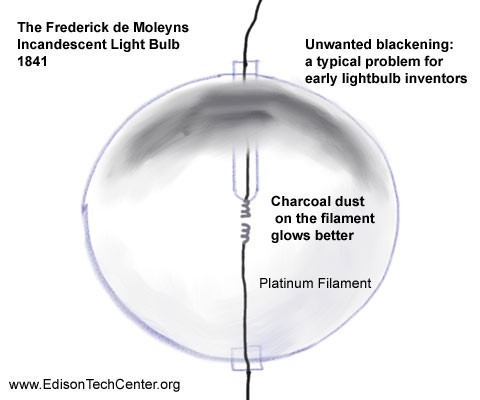 The Frederick de Moleyns
Incandescent Light Bulb
1841
Unwanted blackening:
a typical problem for
early lightbulb inventors
Charcoal dust
on the filament
glows better
Platinum Filament
www.EdisonTechCenter.org